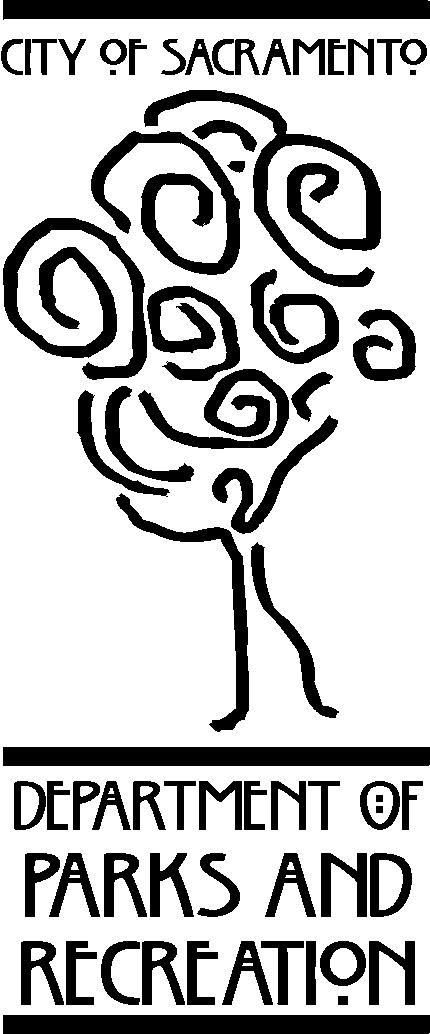 CITY OF SACRAMENTO
DEPARTMENT OF
PARKS AND
RECREATION